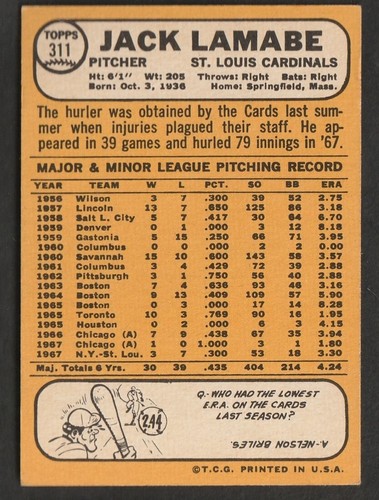 TOPPS
311
JACK LAMABE
PITCHER ST. LOUIS CARDINALS
Ht: 6'1" Wt: 205 Throws: Right Bats: Right
Born: Oct. 3, 1936 Home: Springfield, Mass.
The hurler was obtained by the Cards last sum-
mer when injuries plagued their staff. He ap-
peared in 39 games and hurled 79 innings in '67.
MAJOR & MINOR LEAGUE PITCHING RECORD
YEAR TEAM W L PCT. SO BB ERA
1956 Wilson 3 7 .300 39 52 2.75
1957 Lincoln 13 7 .650 125 86 3.18
1958 Salt L. City 5 7 .417 30 64 6.70
1959 Denver 0 1 .000 3 12 8.18
1959 Gastonia 5 15 .250 66 71 3.95
1960 Columbus 0 0 .000 2 2 0.00
1960 Savannah 15 10 .600 143 58 3.57
1961 Columbus 3 4 .429 72 39 2.88
1962 Pittsburgh 3 1 .750 56 40 2.88
1963 Boston 7 4 .636 93 46 3.16
1964 Boston 9 13 .409 109 57 5.90
1965 Boston 0 3 .000 17 14 8.28
1965 Toronto 10 3 .769 90 16 1.95
1965 Houston 0 2 .000 6 3 4.15
1966 Chicago (A) 7 9 .438 67 35 3.94
1967 Chicago (A) 1 0 1.000 3 1 1.80
1967 N.Y.-St. Lou. 3 7 .300 53 18 3.30
Maj. Totals 6 Yrs. 30 39 .435 404 214 4.24
2.44
Q.- WHO HAD THE LOWEST
E.R.A. ON THE CARDS
LAST SEASON?
A-NELSON BRILES.
©T.C.G. PRINTED IN U.S.A.